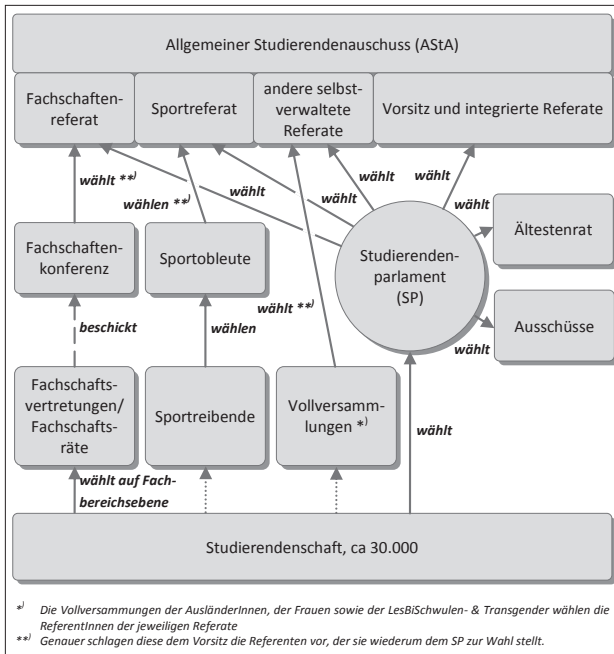 Allgemeiner Studierendenauschuss (AStA)
Fachschaften-
referat
Sportreferat
andere selbst-
verwaltete
Referate
Vorsitz und integrierte Referate
wählt **)
wählen **)
wählt
wählt
wählt
wählt
wählt
Fachschaften-
konferenz
Sportobleute
Studierenden-
parlament
(SP)
Ältestenrat
beschickt
wählen
wählt **)
Ausschüsse
wählt
Fachschafts-
vertretungen/
Fachschafts-
räte
Sportreibende
Vollversamm-
lungen *)
wählt
wählt auf Fach-
bereichsebene
Studierendenschaft, ca 30.000
*) Die Vollversammungen der AusländerInnen, der Frauen sowie der LesBiSchwulen- & Transgender wählen die
ReferentInnen der jeweiligen Referate
**) Genauer schlagen diese dem Vorsitz die Referenten vor, der sie wiederum dem SP zur Wahl stellt.